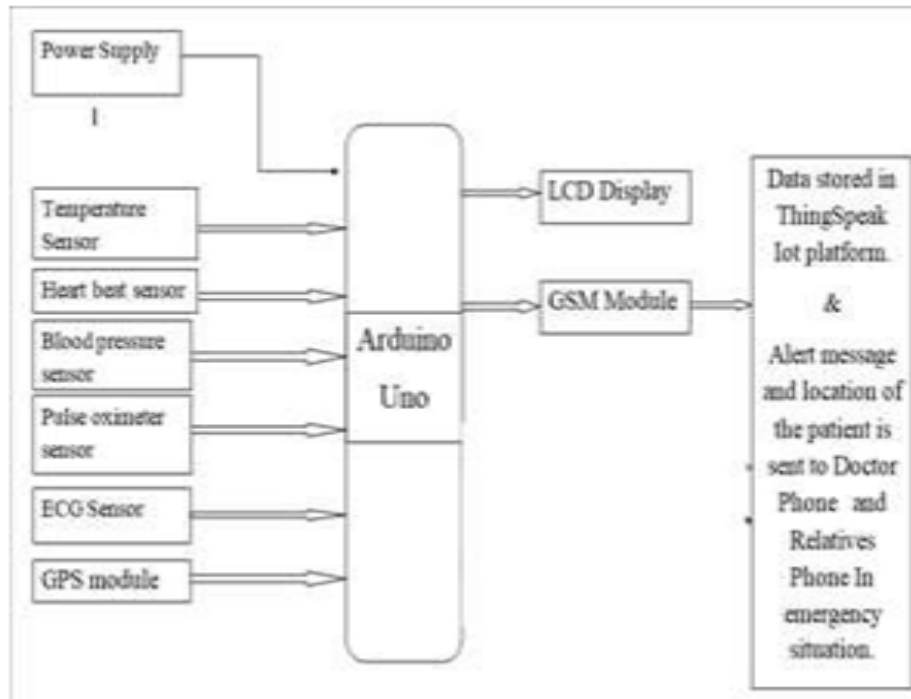 Power Supply
I
Temperature
Sensor
Heart beat sensor
Blood pressure
sensor
Pulse oximeter
sensor
ECG Sensor
GPS module
Arduino
Uno
LCD Display
GSM Module
Data stored in
ThingSpeak
Iot platform.
&
Alert message
and location of
the patient is
sent to Doctor
Phone and
Relatives
Phone In
emergency
situation.